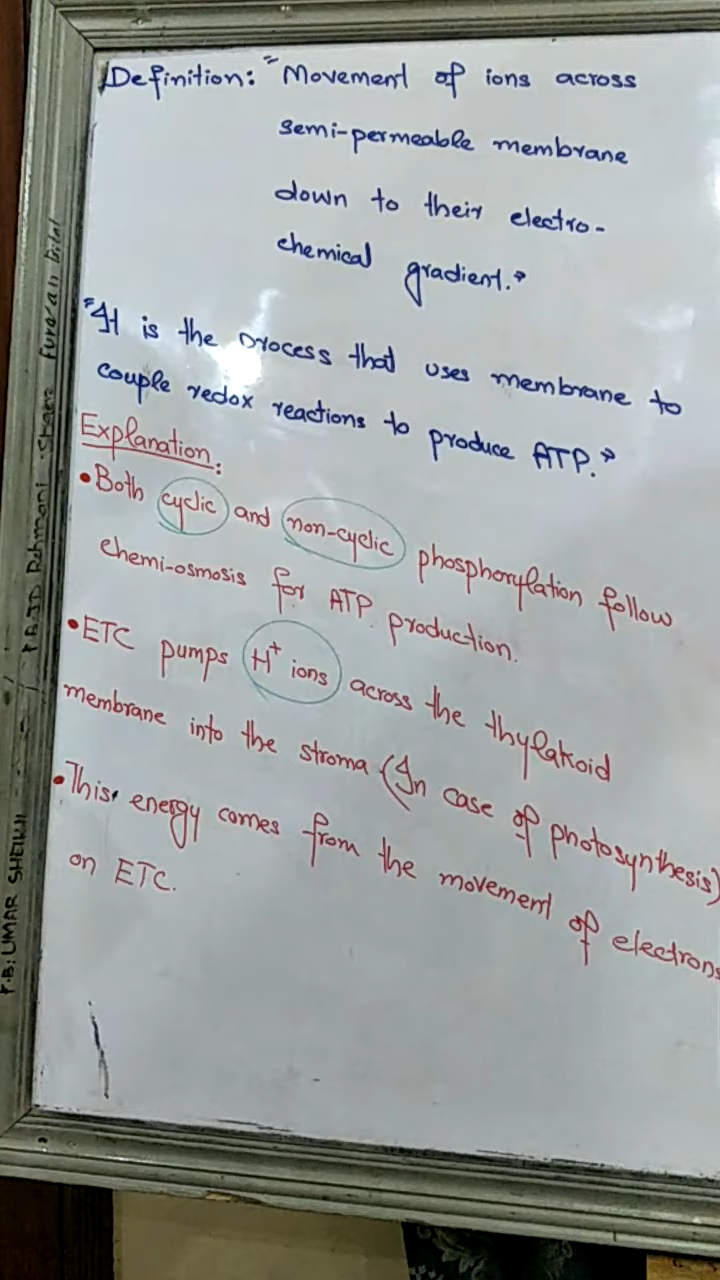 Definition: "Movement of ions across
semi-permeable membrane
down to their electro-
chemical gradient."
"It is the process that uses membrane to
couple redox reactions to produce ATP."
Explanation:
•Both cyclic and non-cyclic phosphorylation follow
chemi-osmosis for ATP production.
•ETC pumps H⁺ ions across the thylakoid
membrane into the stroma (In case of photosynthesis)
•This energy comes from the movement of electrons
on ETC.
P.B: UMAR SHEIKH